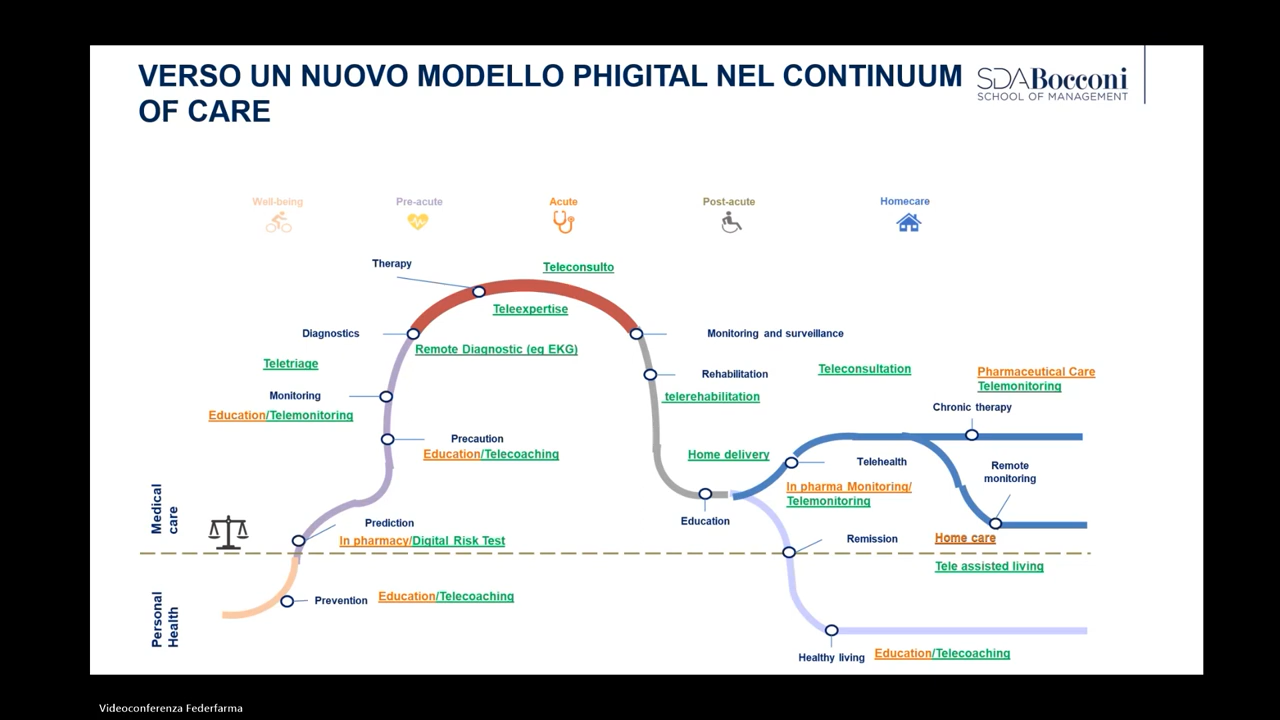 VERSO UN NUOVO MODELLO PHIGITAL NEL CONTINUUM
OF CARE
SDA Bocconi
SCHOOL OF MANAGEMENT
Well-being
Pre-acute
Acute
Post-acute
Homecare
Therapy
Teleconsulto
Teleexpertise
Diagnostics
Monitoring and surveillance
Remote Diagnostic (eg EKG)
Teletriage
Rehabilitation
Teleconsultation
Pharmaceutical Care
Telemonitoring
Monitoring
telerehabilitation
Chronic therapy
Education/Telemonitoring
Precaution
Education/Telecoaching
Home delivery
Telehealth
Remote
monitoring
In pharma Monitoring/
Telemonitoring
Medical
care
Education
Prediction
In pharmacy/Digital Risk Test
Remission
Home care
Tele assisted living
Personal
Health
Prevention
Education/Telecoaching
Healthy living
Education/Telecoaching
Videoconferenza Federfarma